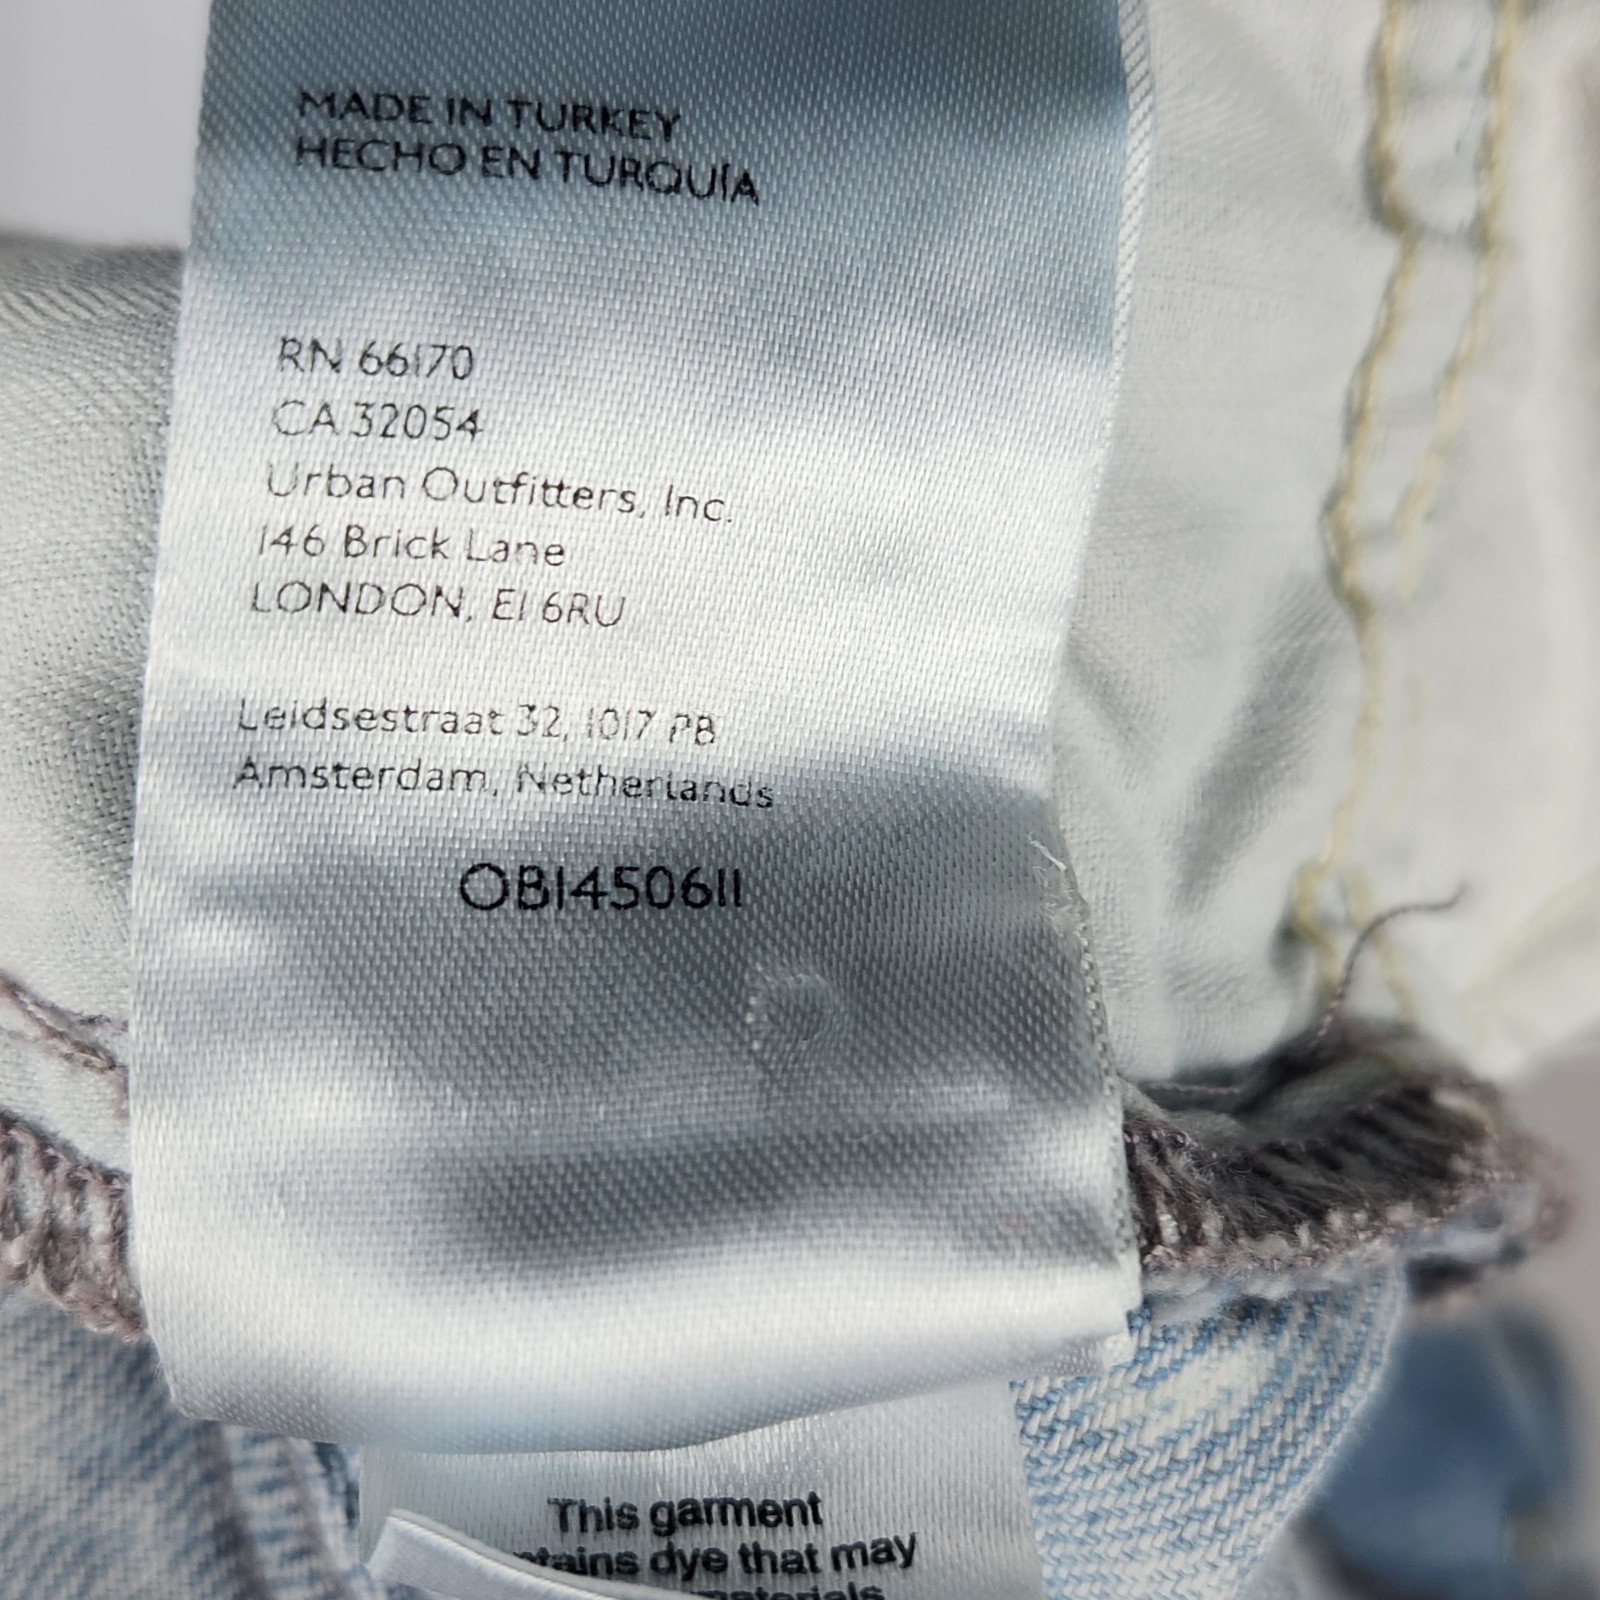 MADE IN TURKEY
HECHO EN TURQUÍA
RN 66170
CA 32054
Urban Outfitters, Inc.
146 Brick Lane
LONDON, E1 6RU
Leidsestraat 32, 1017 PB
Amsterdam, Netherlands
OB1450611
This garment
dye that may
materials